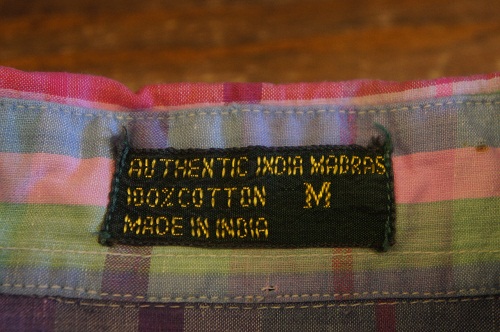 AUTHENTIC INDIA MADRAS
100%COTTON M
MADE IN INDIA